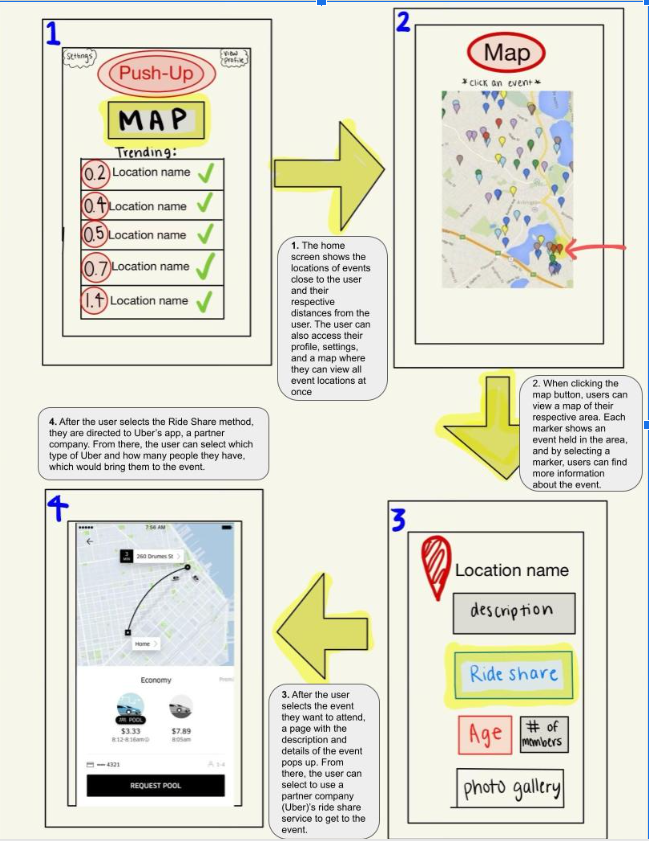 1
Settings
View
Profile
Push-Up
MAP
Trending:
0.2 Location name
0.4 Location name
0.5 Location name
0.7 Location name
1.4 Location name
1. The home
screen shows the
locations of events
close to the user
and their
respective
distances from the
user. The user can
also access their
profile, settings,
and a map where
they can view all
event locations at
once
2
Map
*click an event*
2. When clicking the
map button, users can
view a map of their
respective area. Each
marker shows an
event held in the area,
and by selecting a
marker, users can find
more information
about the event.
3
Location name
description
Ride share
Age
# of
members
photo gallery
3. After the user
selects the event
they want to attend,
a page with the
description and
details of the event
pops up. From
there, the user can
select to use a
partner company
(Uber)'s ride share
service to get to the
event.
4. After the user selects the Ride Share method,
they are directed to Uber's app, a partner
company. From there, the user can select which
type of Uber and how many people they have,
which would bring them to the event.
4
7:56 AM
260 Drumes St
Home
Economy
POOL
$3.33
$7.89
8:05am
4321
1-4
REQUEST POOL